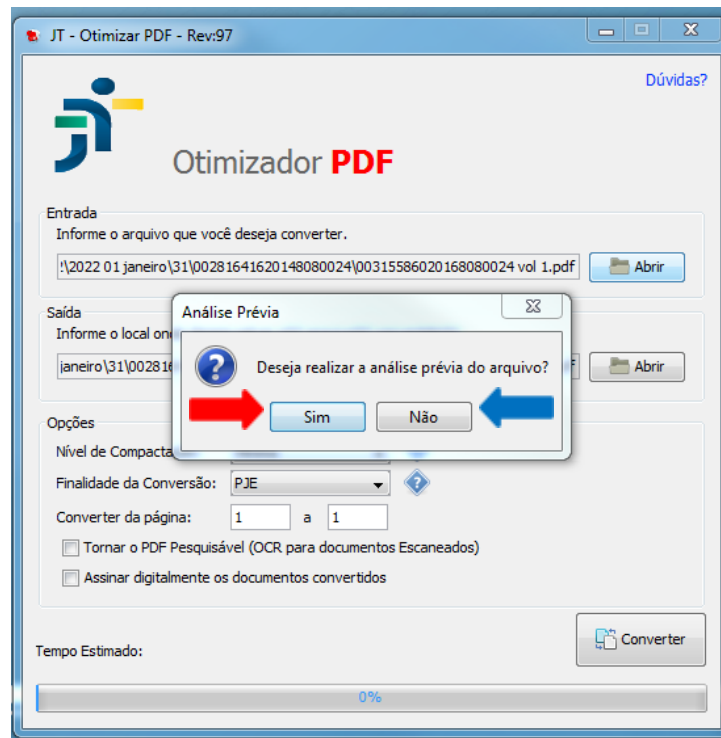 JT - Otimizar PDF - Rev:97
Dúvidas?
Otimizador PDF
Entrada
Informe o arquivo que você deseja converter.
!\2022 01 janeiro\31\00281641620148080024\00315586020168080024 vol 1.pdf
Abrir
Saída
Informe o local
janeiro\31\00281
Abrir
Análise Prévia
Deseja realizar a análise prévia do arquivo?
Sim
Não
Opções
Nível de Compacta
Finalidade da Conversão:
PJE
Converter da página:
1 a 1
Tornar o PDF Pesquisável (OCR para documentos Escaneados)
Assinar digitalmente os documentos convertidos
Converter
Tempo Estimado:
0%